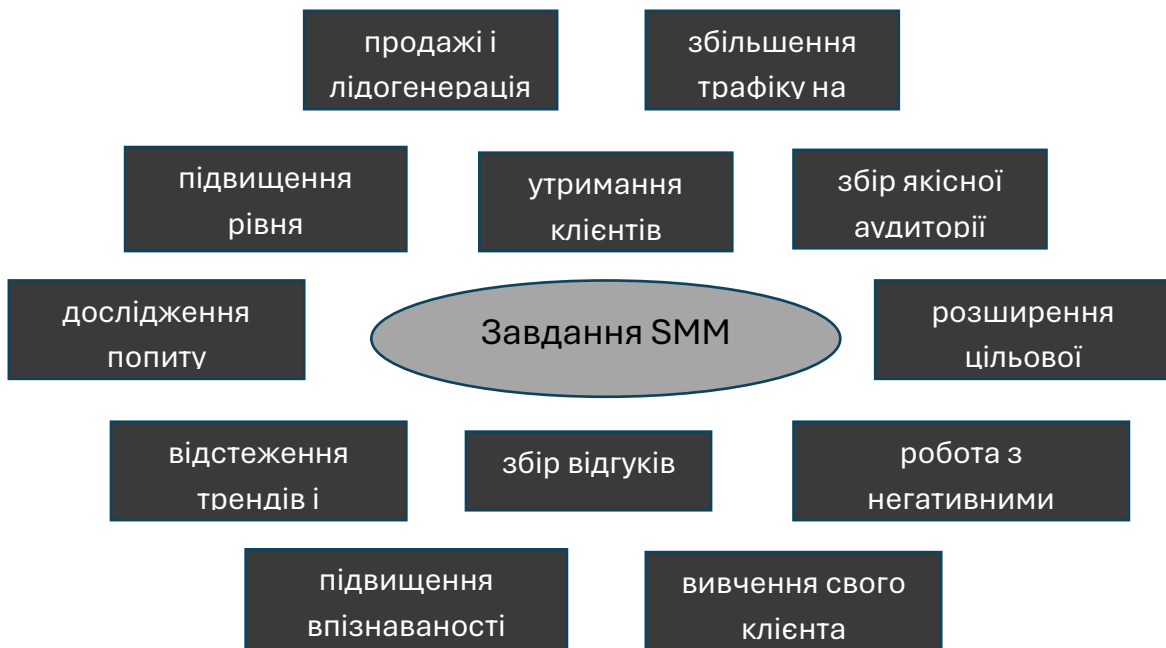 продажі і
лідогенерація
збільшення
трафіку на
підвищення
рівня
утримання
клієнтів
збір якісної
аудиторії
дослідження
попиту
Завдання SMM
розширення
цільової
відстеження
трендів і
збір відгуків
робота з
негативними
підвищення
впізнаваності
вивчення свого
клієнта